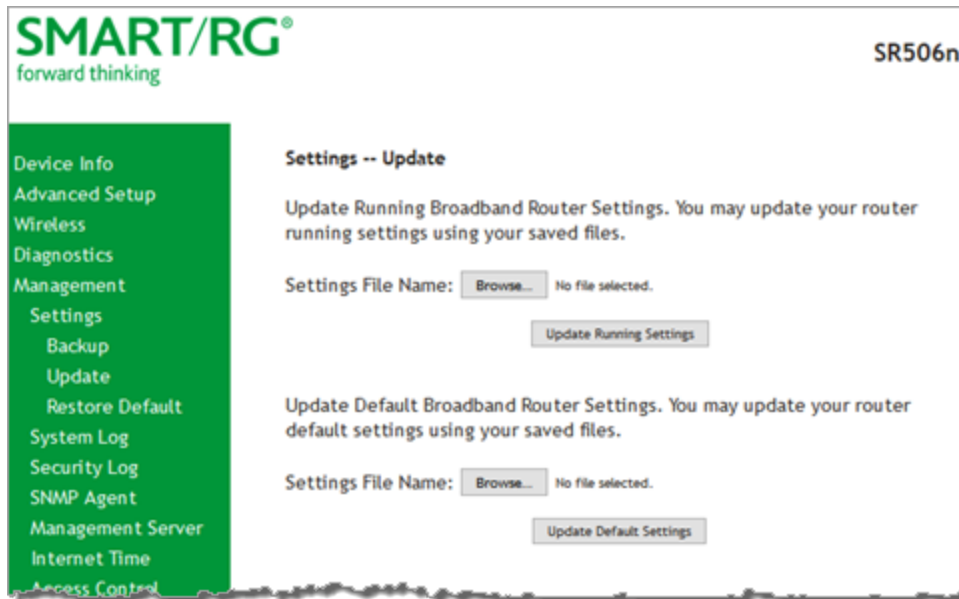 SMART/RG®
forward thinking
SR506n
Device Info
Advanced Setup
Wireless
Diagnostics
Management
Settings
Backup
Update
Restore Default
System Log
Security Log
SNMP Agent
Management Server
Internet Time
Access Control
Settings -- Update
Update Running Broadband Router Settings. You may update your router
running settings using your saved files.
Settings File Name: Browse... No file selected.
Update Running Settings
Update Default Broadband Router Settings. You may update your router
default settings using your saved files.
Settings File Name: Browse... No file selected.
Update Default Settings